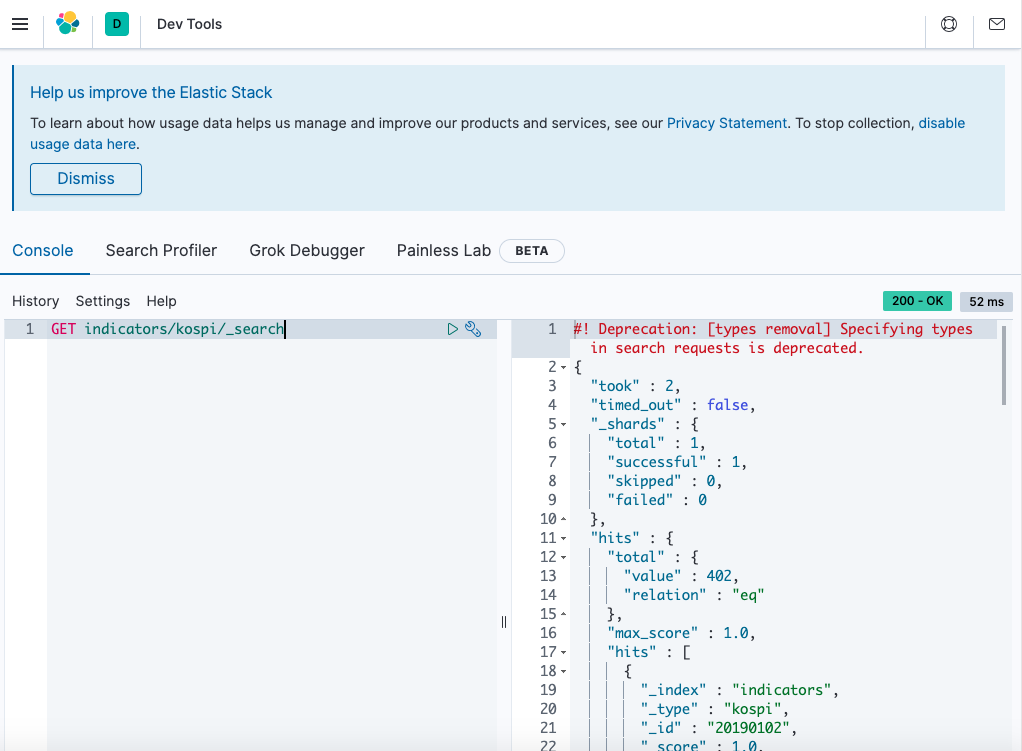 D Dev Tools
Help us improve the Elastic Stack
To learn about how usage data helps us manage and improve our products and services, see our Privacy Statement. To stop collection, disable
usage data here.
Dismiss
Console Search Profiler Grok Debugger Painless Lab BETA
History Settings Help 200 - OK 52 ms
1 GET indicators/kospi/_search
1 #! Deprecation: [types removal] Specifying types
in search requests is deprecated.
2 {
3 "took" : 2,
4 "timed_out" : false,
5 "_shards" : {
6 "total" : 1,
7 "successful" : 1,
8 "skipped" : 0,
9 "failed" : 0
10 },
11 "hits" : {
12 "total" : {
13 "value" : 402,
14 "relation" : "eq"
15 },
16 "max_score" : 1.0,
17 "hits" : [
18 {
19 "_index" : "indicators",
20 "_type" : "kospi",
21 "_id" : "20190102",
22 "_score" : 1.0,